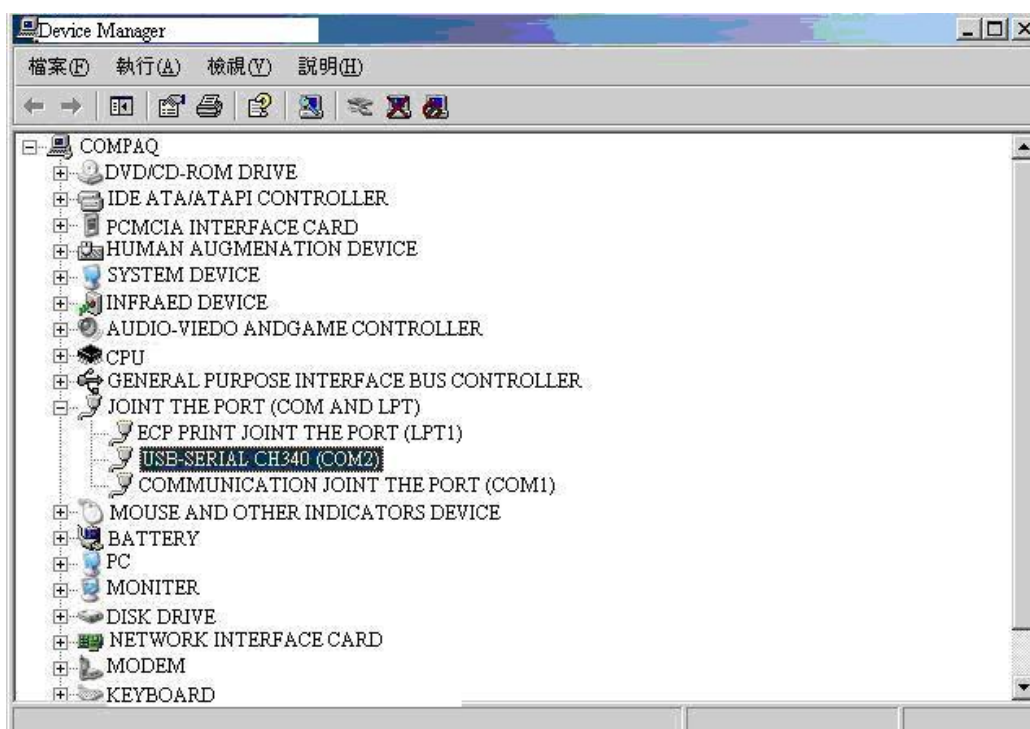 Device Manager
檔案(F) 執行(A) 檢視(V) 説明(H)
COMPAQ
DVD/CD-ROM DRIVE
IDE ATA/ATAPI CONTROLLER
PCMCIA INTERFACE CARD
HUMAN AUGMENATION DEVICE
SYSTEM DEVICE
INFRAED DEVICE
AUDIO-VIEDO ANDGAME CONTROLLER
CPU
GENERAL PURPOSE INTERFACE BUS CONTROLLER
JOINT THE PORT (COM AND LPT)
ECP PRINT JOINT THE PORT (LPT1)
USB-SERIAL CH340 (COM2)
COMMUNICATION JOINT THE PORT (COM1)
MOUSE AND OTHER INDICATORS DEVICE
BATTERY
PC
MONITER
DISK DRIVE
NETWORK INTERFACE CARD
MODEM
KEYBOARD